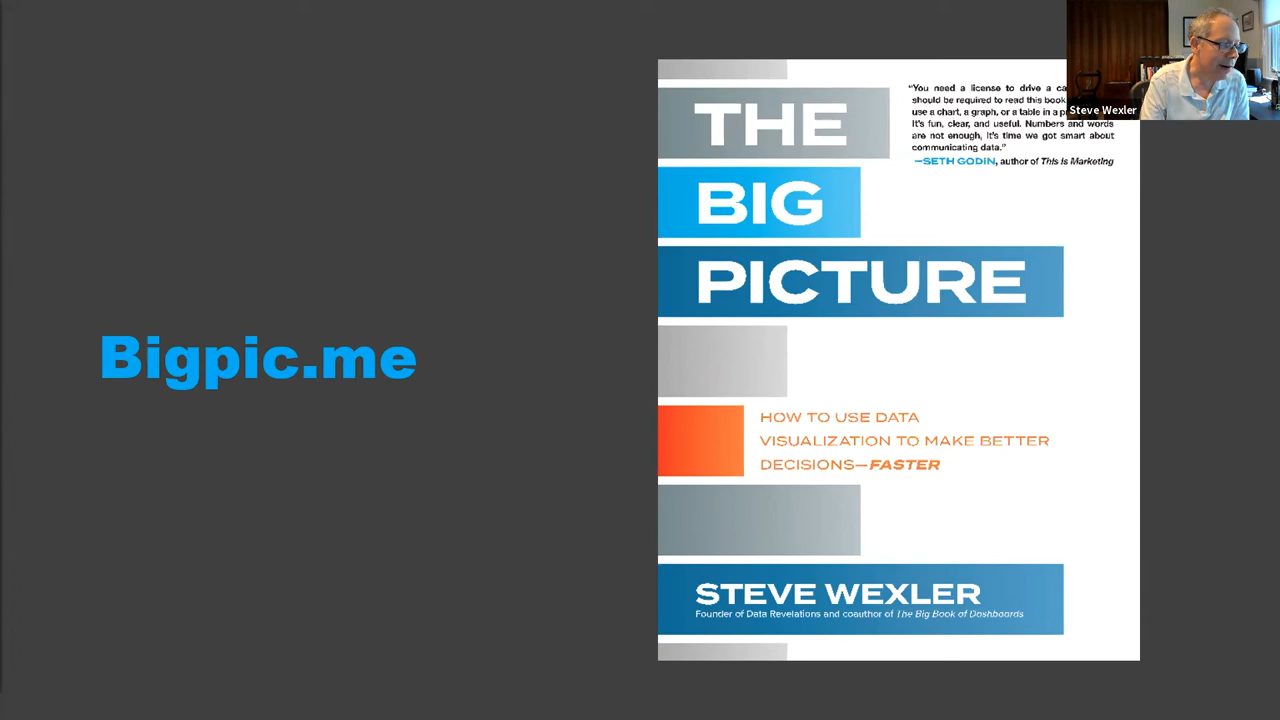 Bigpic.me
THE
BIG
PICTURE
"You need a license to drive a
should be required to read this book
use a chart, a graph, or a table in a
It's fun, clear, and useful. Numbers and words
are not enough, it's time we got smart about
communicating data."
—SETH GODIN, author of This Is Marketing
HOW TO USE DATA
VISUALIZATION TO MAKE BETTER
DECISIONS—FASTER
STEVE WEXLER
Founder of Data Revelations and coauthor of The Big Book of Dashboards
Steve Wexler